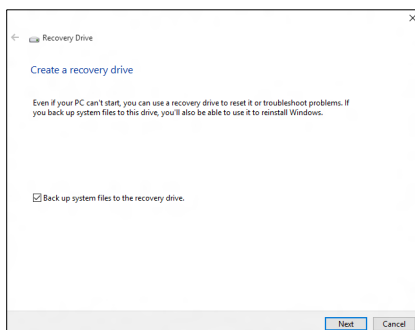 Recovery Drive
Create a recovery drive
Even if your PC can't start, you can use a recovery drive to reset it or troubleshoot problems. If
you back up system files to this drive, you'll also be able to use it to reinstall Windows.
Back up system files to the recovery drive.
Next Cancel